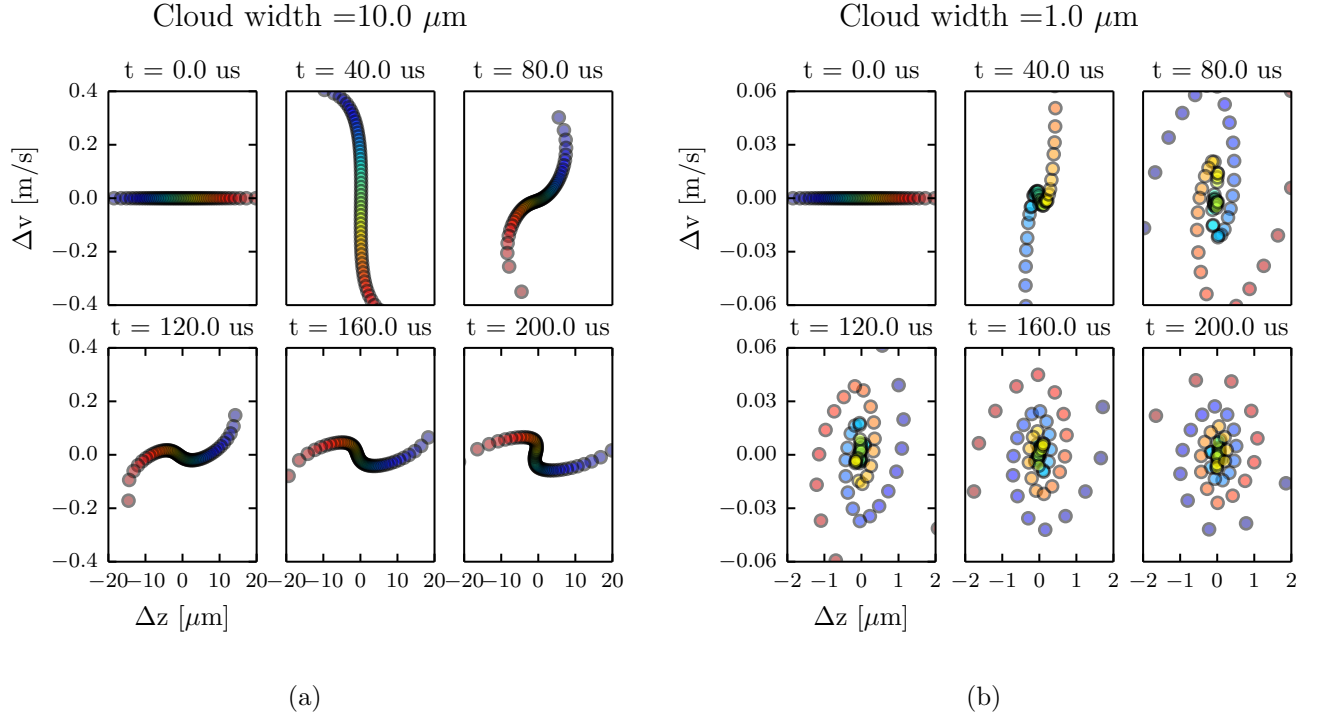 Cloud width =10.0 μm
t = 0.0 us
t = 40.0 us
t = 80.0 us
0.4
0.2
0.0
−0.2
−0.4
Δv [m/s]
t = 120.0 us
t = 160.0 us
t = 200.0 us
0.4
0.2
0.0
−0.2
−0.4
−20 −10 0 10 20
−20 −10 0 10 20
−20 −10 0 10 20
Δz [μm]
(a)
Cloud width =1.0 μm
t = 0.0 us
t = 40.0 us
t = 80.0 us
0.06
0.03
0.00
−0.03
−0.06
Δv [m/s]
t = 120.0 us
t = 160.0 us
t = 200.0 us
0.06
0.03
0.00
−0.03
−0.06
−2 −1 0 1 2
−2 −1 0 1 2
−2 −1 0 1 2
Δz [μm]
(b)